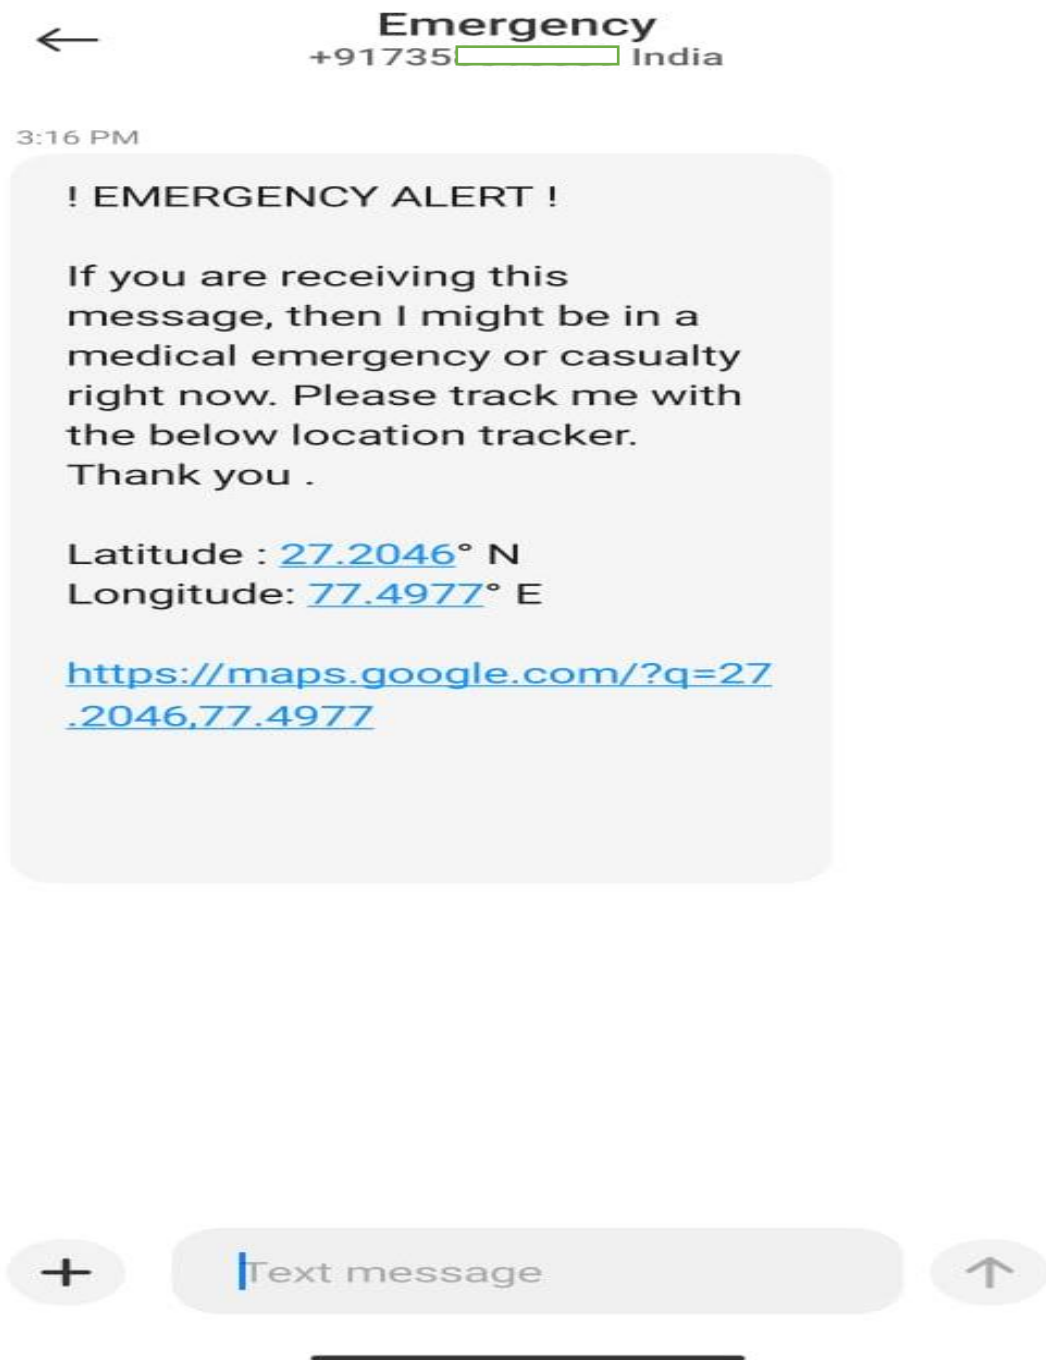 Emergency
+91735 India
3:16 PM
! EMERGENCY ALERT !
If you are receiving this
message, then I might be in a
medical emergency or casualty
right now. Please track me with
the below location tracker.
Thank you .
Latitude : 27.2046° N
Longitude: 77.4977° E
https://maps.google.com/?q=27
.2046,77.4977
Text message